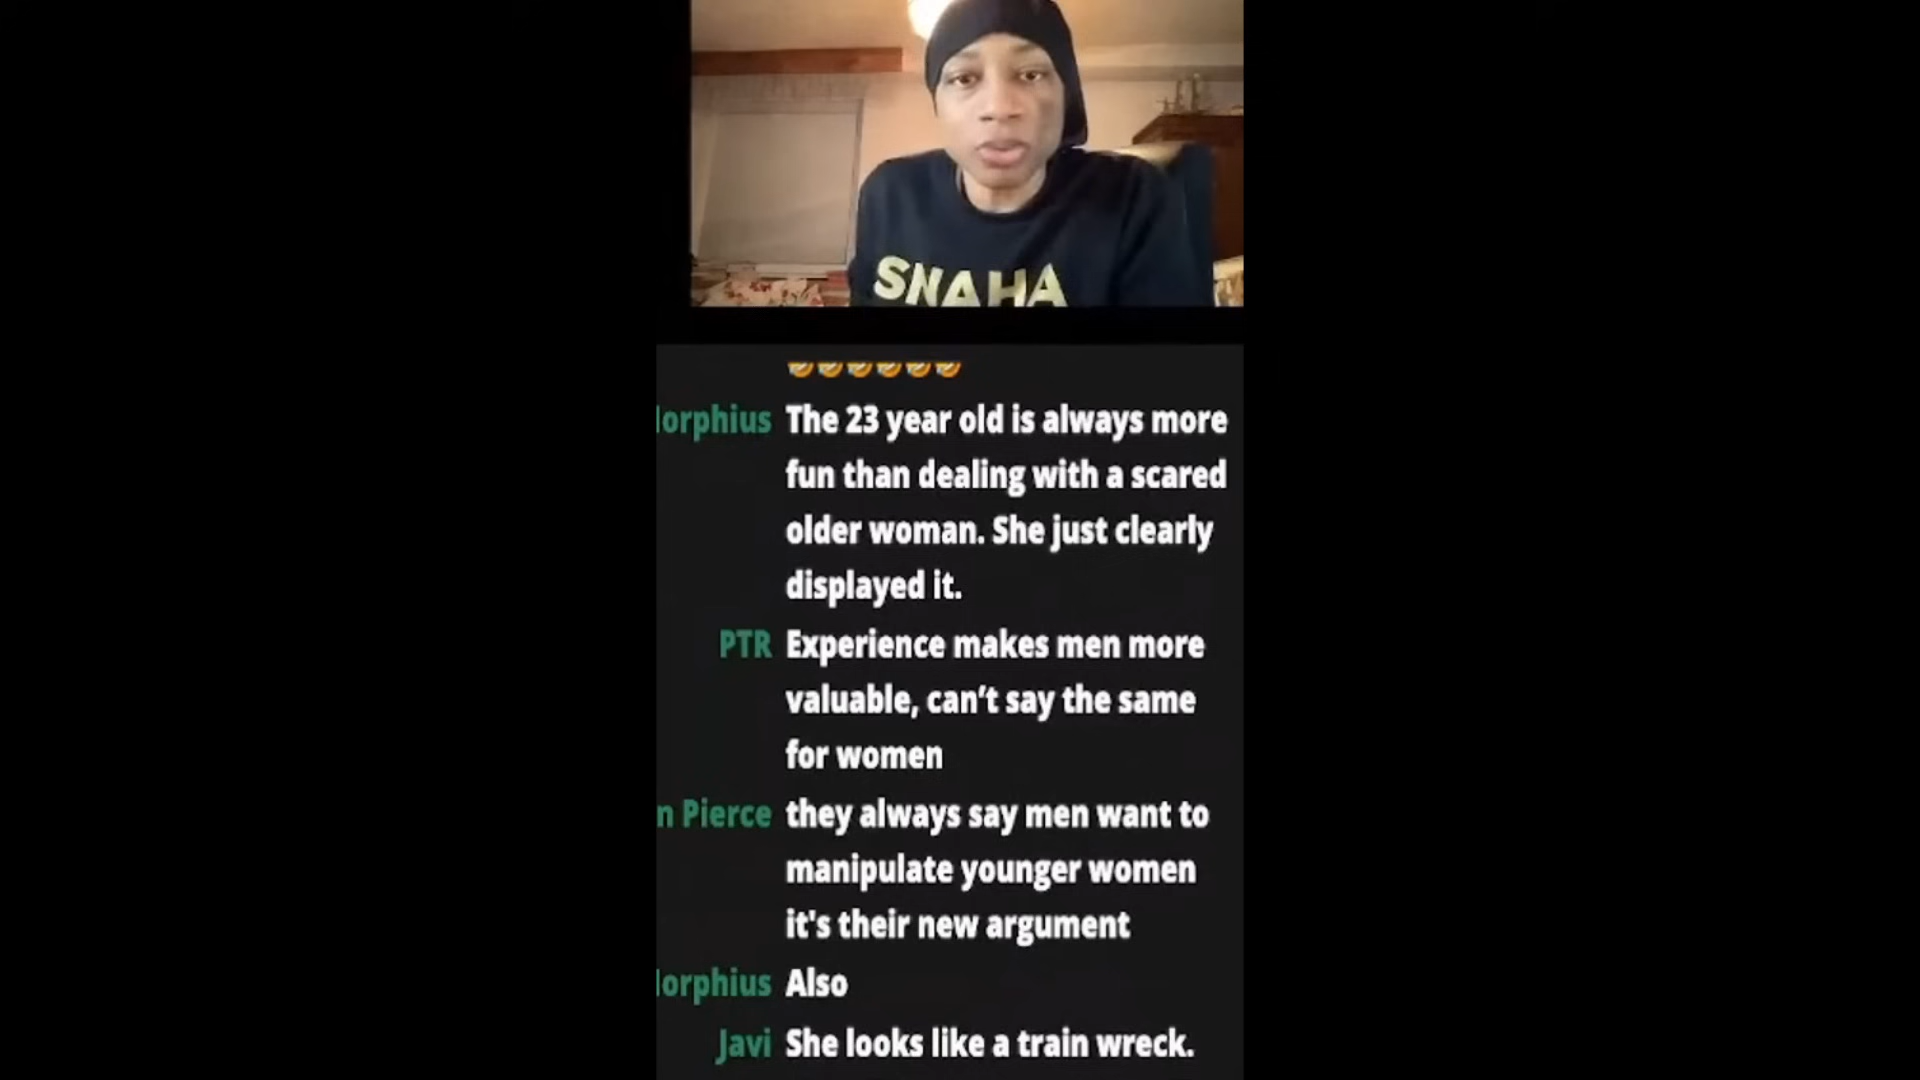 SNAHA
The 23 year old is always more
fun than dealing with a scared
older woman. She just clearly
displayed it.
PTR Experience makes men more
valuable, can’t say the same
for women
Pierce they always say men want to
manipulate younger women
it's their new argument
Also
Javi She looks like a train wreck.